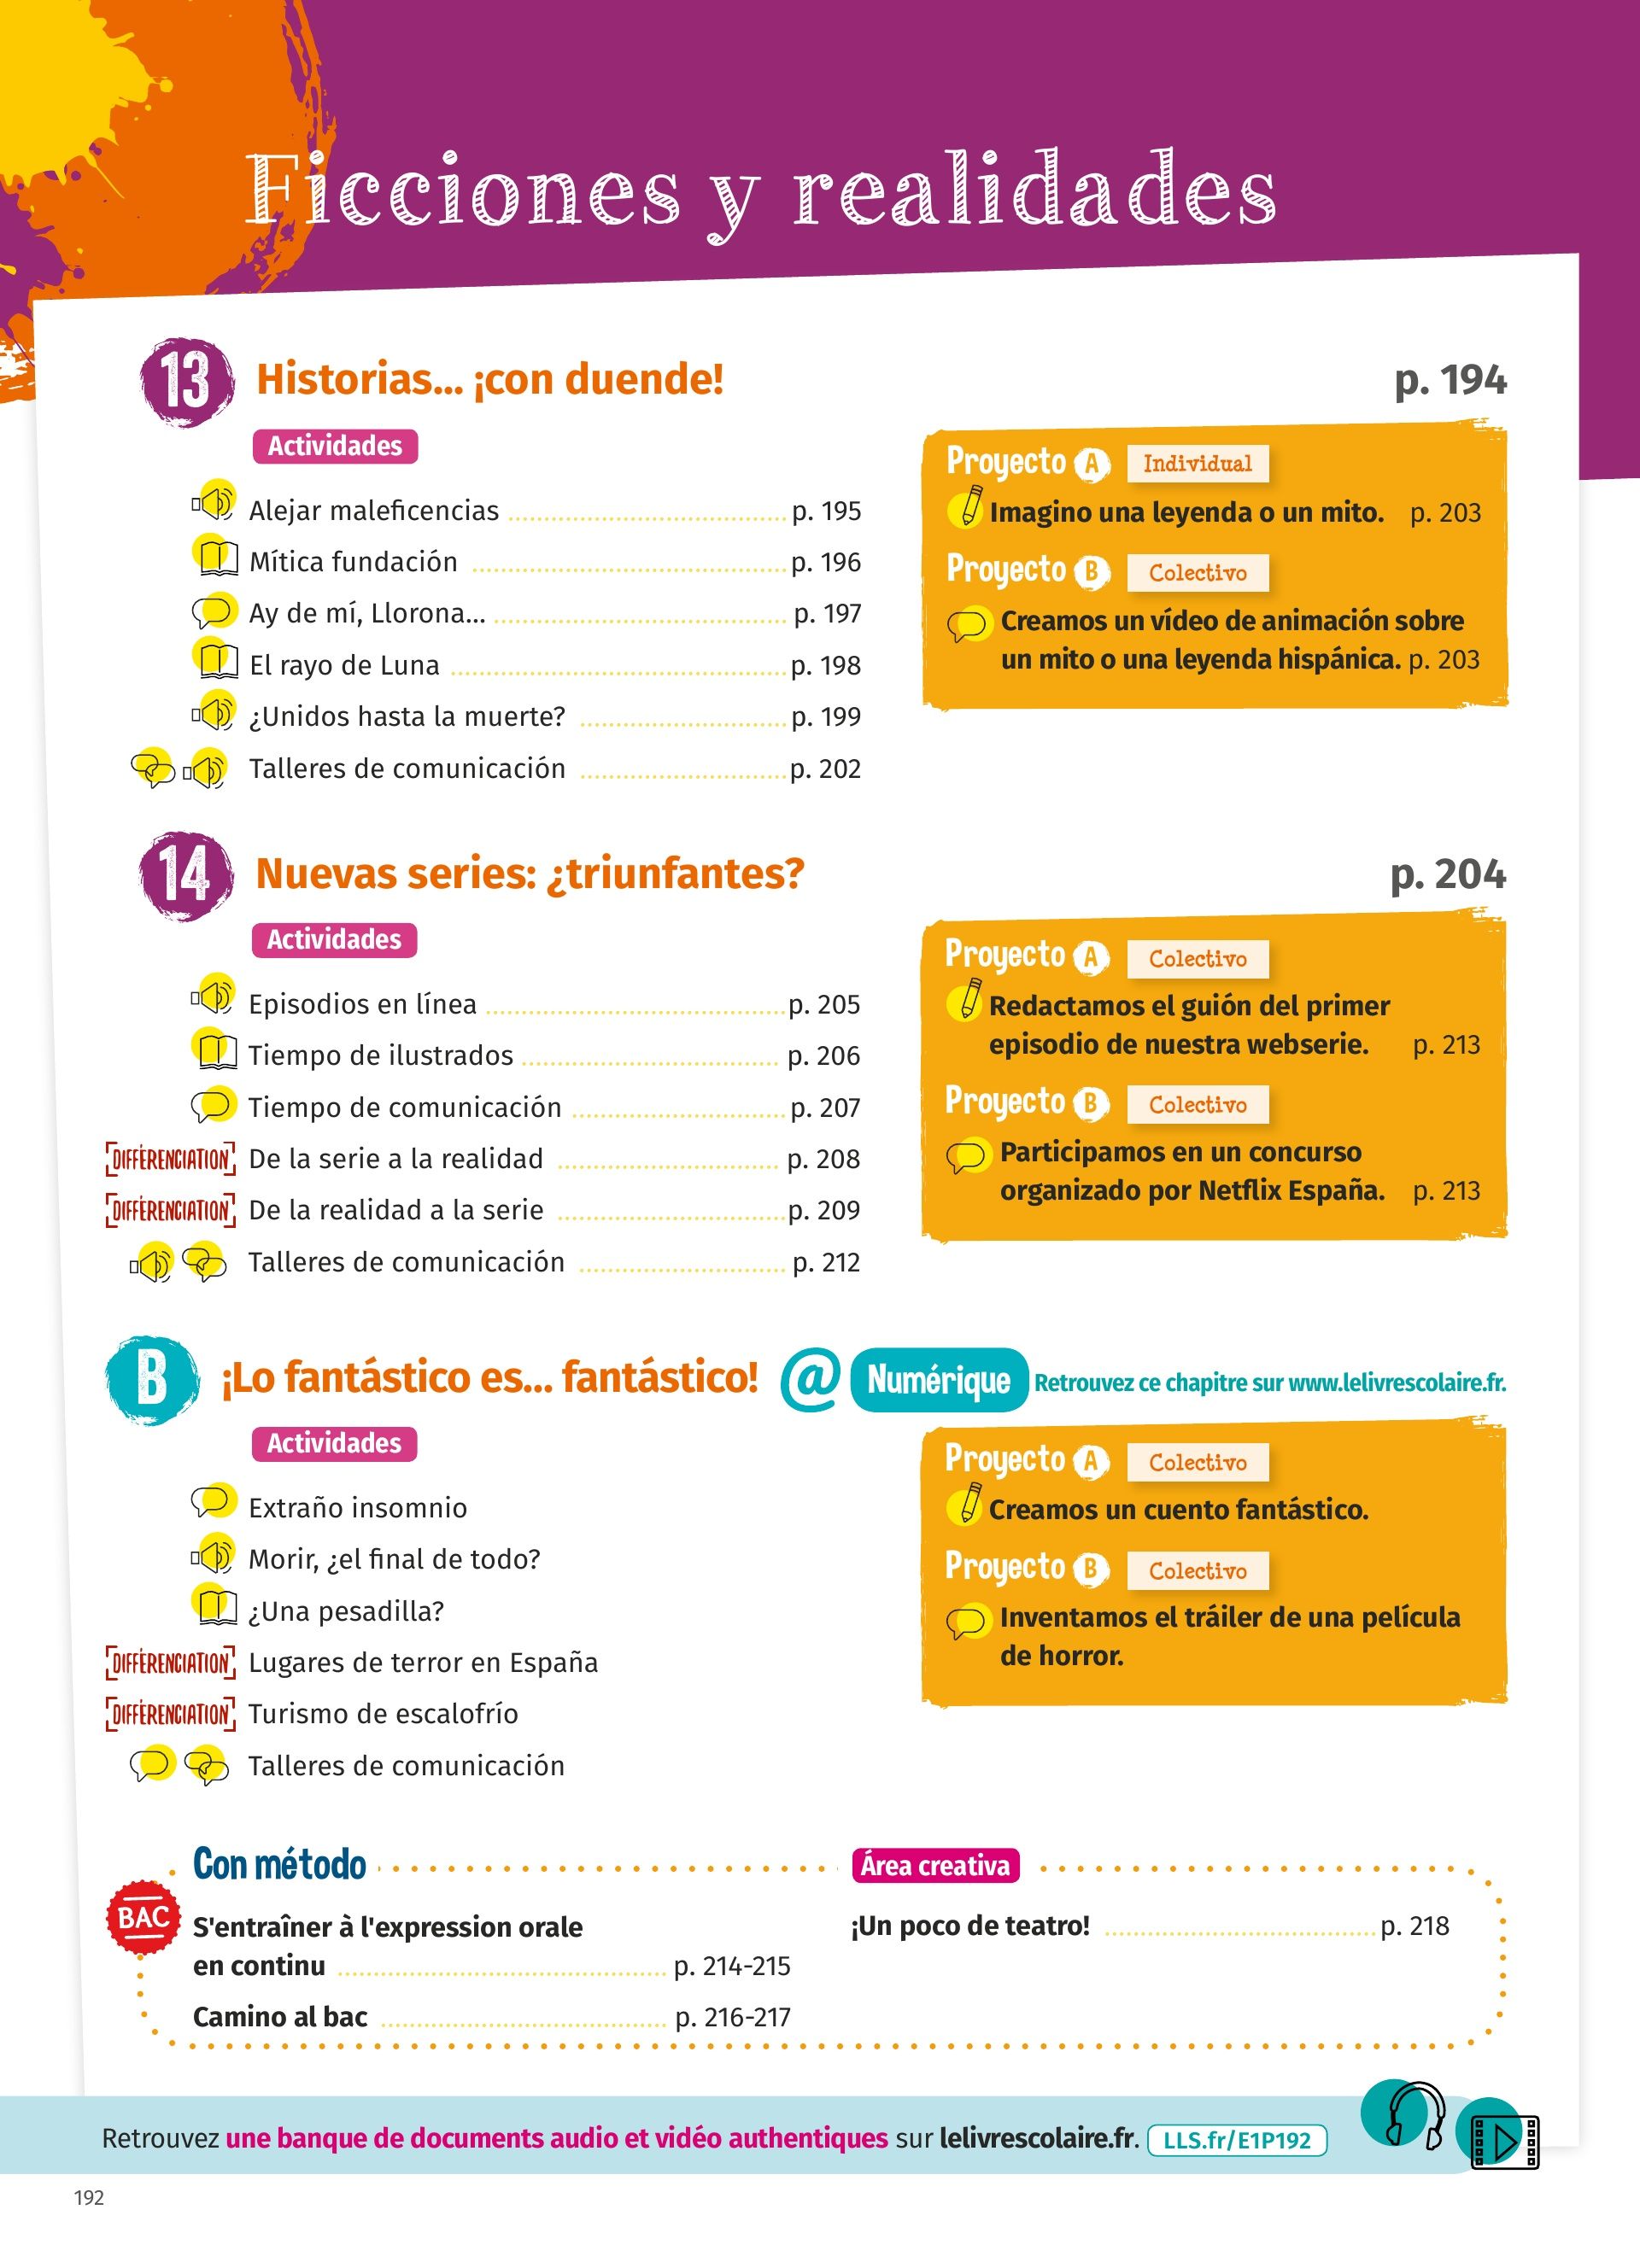 Ficciones y realidades
13 Historias... ¡con duende! p. 194
Actividades
Alejar maleficencias p. 195
Mítica fundación p. 196
Ay de mí, Llorona... p. 197
El rayo de Luna p. 198
¿Unidos hasta la muerte? p. 199
Talleres de comunicación p. 202
Proyecto A Individual
Imagino una leyenda o un mito. p. 203
Proyecto B Colectivo
Creamos un vídeo de animación sobre
un mito o una leyenda hispánica. p. 203
14 Nuevas series: ¿triunfantes? p. 204
Actividades
Episodios en línea p. 205
Tiempo de ilustrados p. 206
Tiempo de comunicación p. 207
DIFFÉRENCIATION De la serie a la realidad p. 208
DIFFÉRENCIATION De la realidad a la serie p. 209
Talleres de comunicación p. 212
Proyecto A Colectivo
Redactamos el guión del primer
episodio de nuestra webserie. p. 213
Proyecto B Colectivo
Participamos en un concurso
organizado por Netflix España. p. 213
B ¡Lo fantástico es... fantástico! @ Numérique Retrouvez ce chapitre sur www.lelivrescolaire.fr.
Actividades
Extraño insomnio
Morir, ¿el final de todo?
¿Una pesadilla?
DIFFÉRENCIATION Lugares de terror en España
DIFFÉRENCIATION Turismo de escalofrío
Talleres de comunicación
Proyecto A Colectivo
Creamos un cuento fantástico.
Proyecto B Colectivo
Inventamos el tráiler de una película
de horror.
Con método
BAC
S'entraîner à l'expression orale
en continu p. 214-215
Camino al bac p. 216-217
Área creativa
¡Un poco de teatro! p. 218
Retrouvez une banque de documents audio et vidéo authentiques sur lelivrescolaire.fr. LLS.fr/E1P192
192